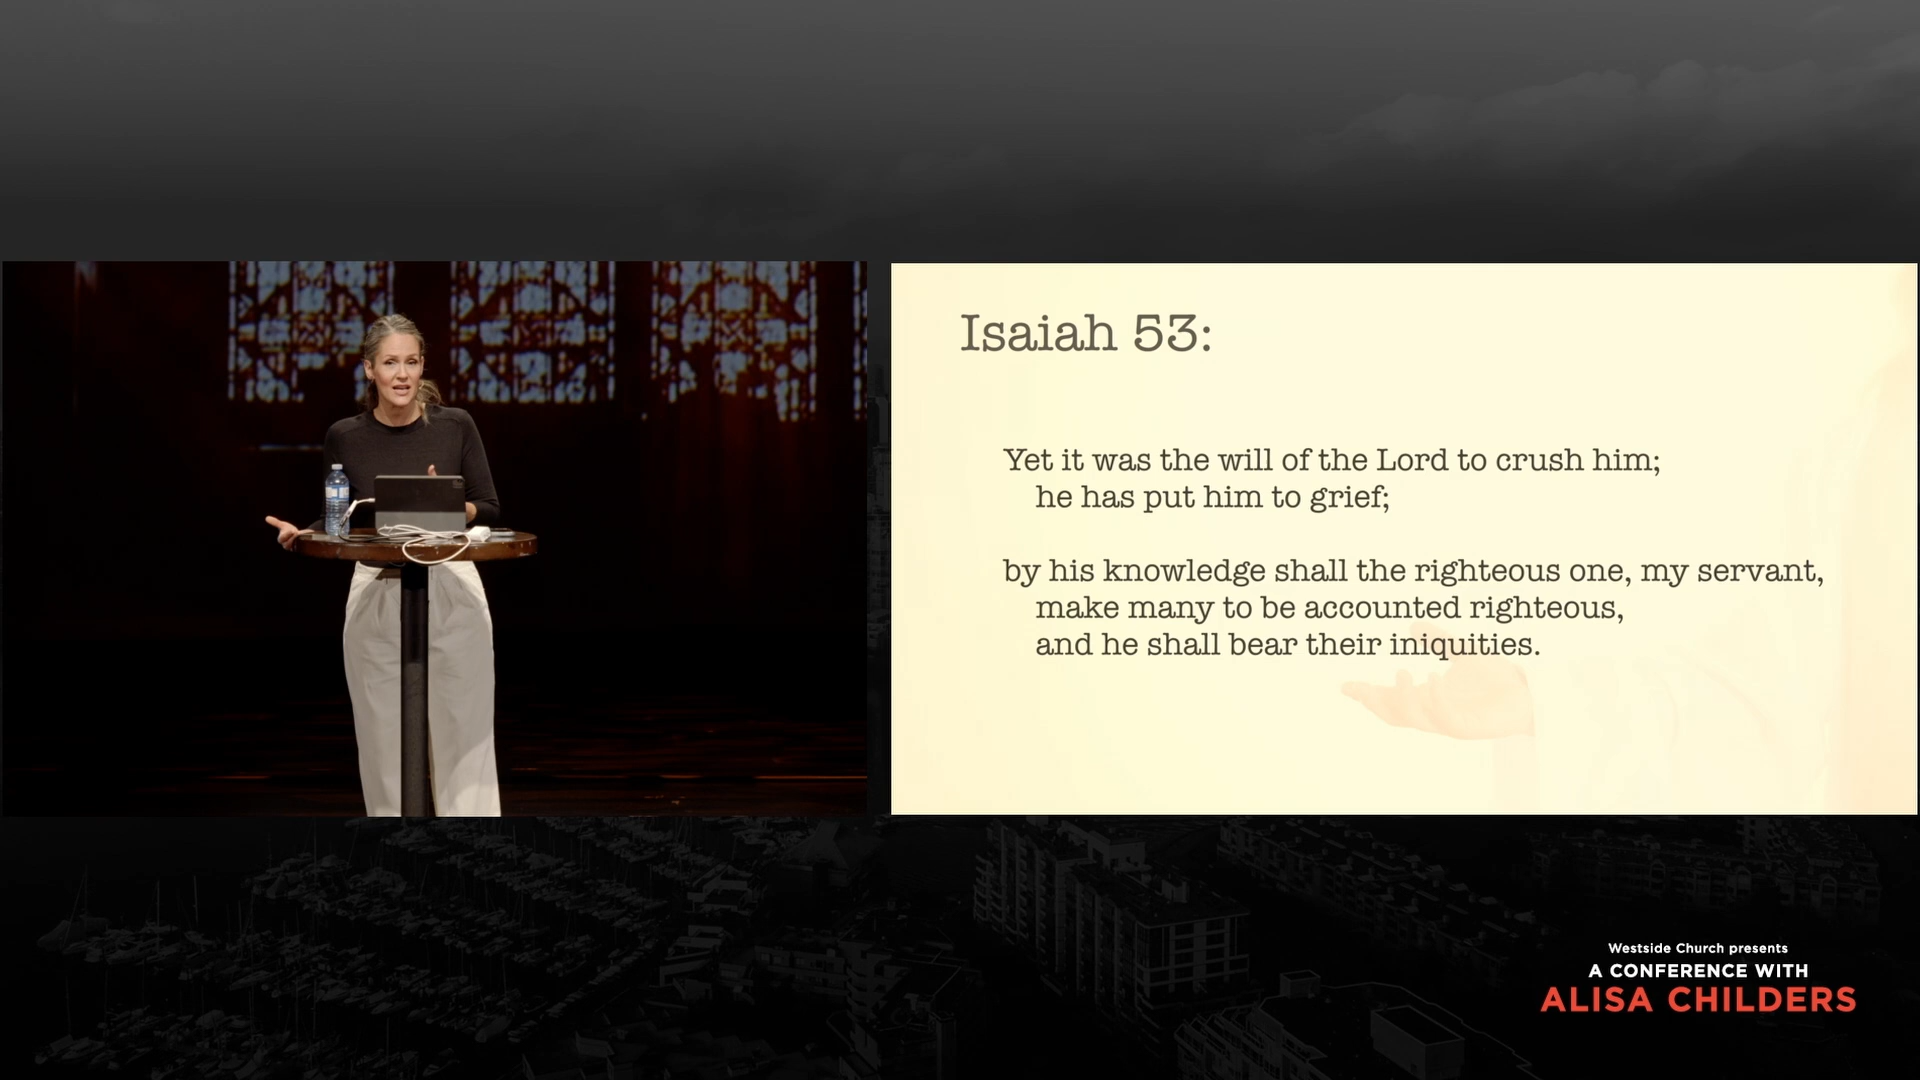 Isaiah 53:
Yet it was the will of the Lord to crush him;
he has put him to grief;
by his knowledge shall the righteous one, my servant,
make many to be accounted righteous,
and he shall bear their iniquities.
Westside Church presents
A CONFERENCE WITH
ALISA CHILDERS